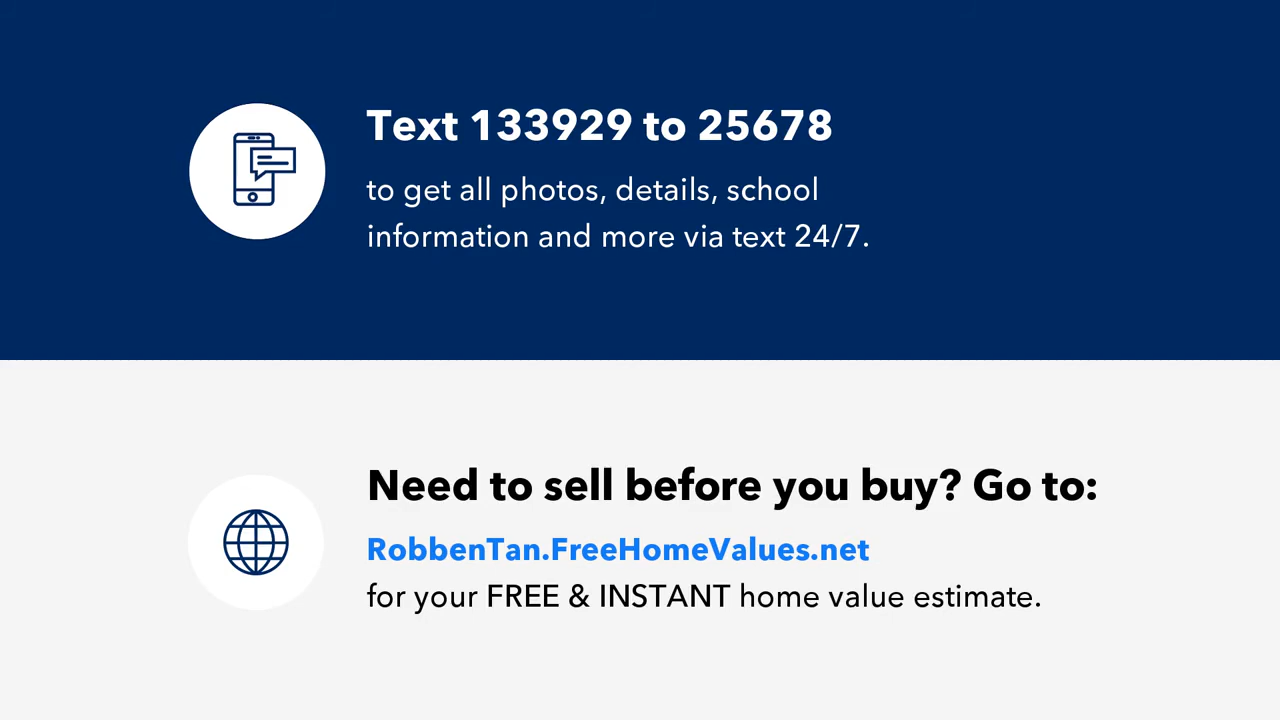 Text 133929 to 25678
to get all photos, details, school
information and more via text 24/7.
Need to sell before you buy? Go to:
RobbenTan.FreeHomeValues.net
for your FREE & INSTANT home value estimate.